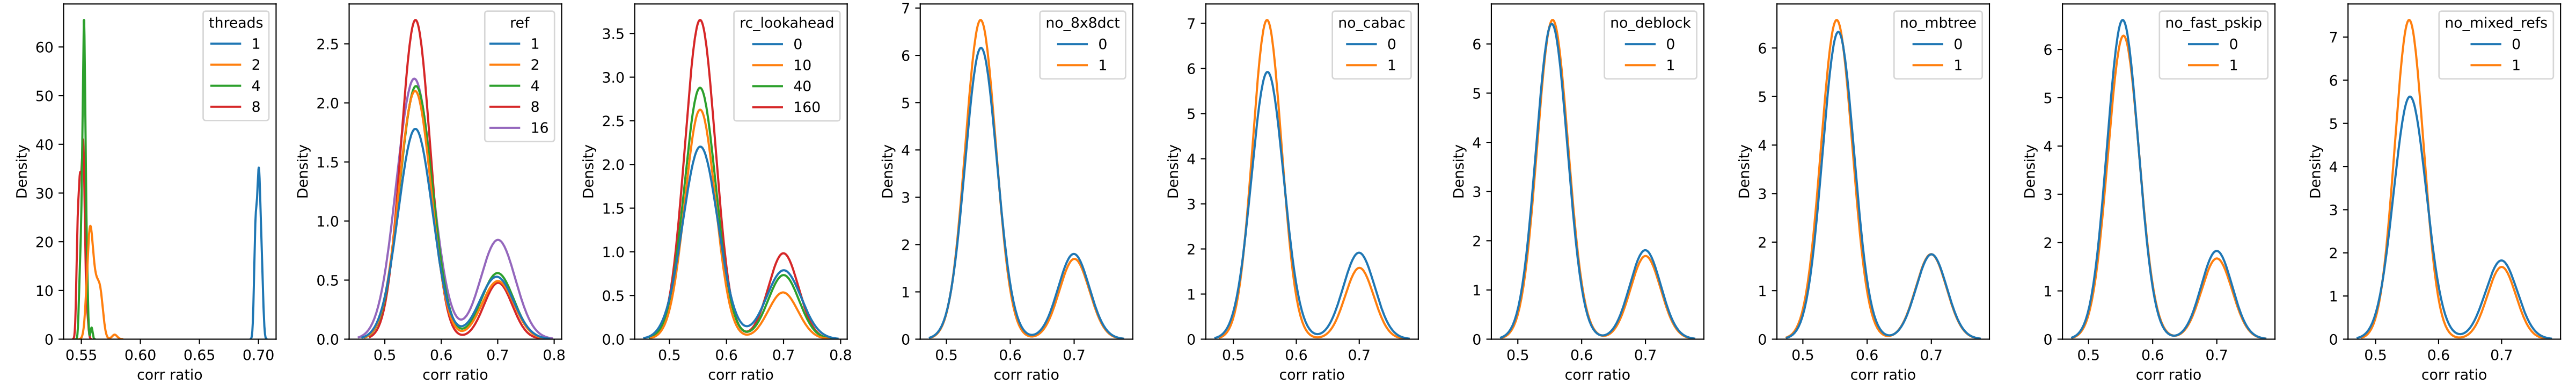 threads
1
2
4
8
60
50
40
30
20
10
0
Density
0.55 0.60 0.65 0.70
corr ratio
ref
1
2
4
8
16
2.5
2.0
1.5
1.0
0.5
0.0
Density
0.5 0.6 0.7 0.8
corr ratio
rc_lookahead
0
10
40
160
3.5
3.0
2.5
2.0
1.5
1.0
0.5
0.0
Density
0.5 0.6 0.7 0.8
corr ratio
no_8x8dct
0
1
7
6
5
4
3
2
1
0
Density
0.5 0.6 0.7
corr ratio
no_cabac
0
1
7
6
5
4
3
2
1
0
Density
0.5 0.6 0.7
corr ratio
no_deblock
0
1
6
5
4
3
2
1
0
Density
0.5 0.6 0.7
corr ratio
no_mbtree
0
1
6
5
4
3
2
1
0
Density
0.5 0.6 0.7
corr ratio
no_fast_pskip
0
1
6
5
4
3
2
1
0
Density
0.5 0.6 0.7
corr ratio
no_mixed_refs
0
1
7
6
5
4
3
2
1
0
Density
0.5 0.6 0.7
corr ratio